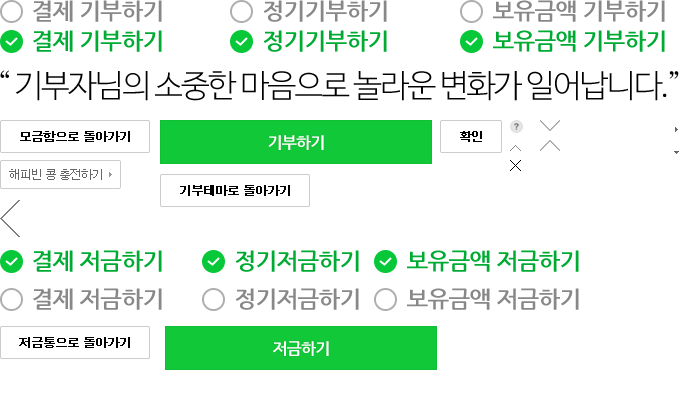 결제 기부하기 정기기부하기 보유금액 기부하기
결제 기부하기 정기기부하기 보유금액 기부하기
“ 기부자님의 소중한 마음으로 놀라운 변화가 일어납니다.”
모금함으로 돌아가기 기부하기 확인 ?
해피빈 콩 충전하기
기부테마로 돌아가기
결제 저금하기 정기저금하기 보유금액 저금하기
결제 저금하기 정기저금하기 보유금액 저금하기
저금통으로 돌아가기 저금하기